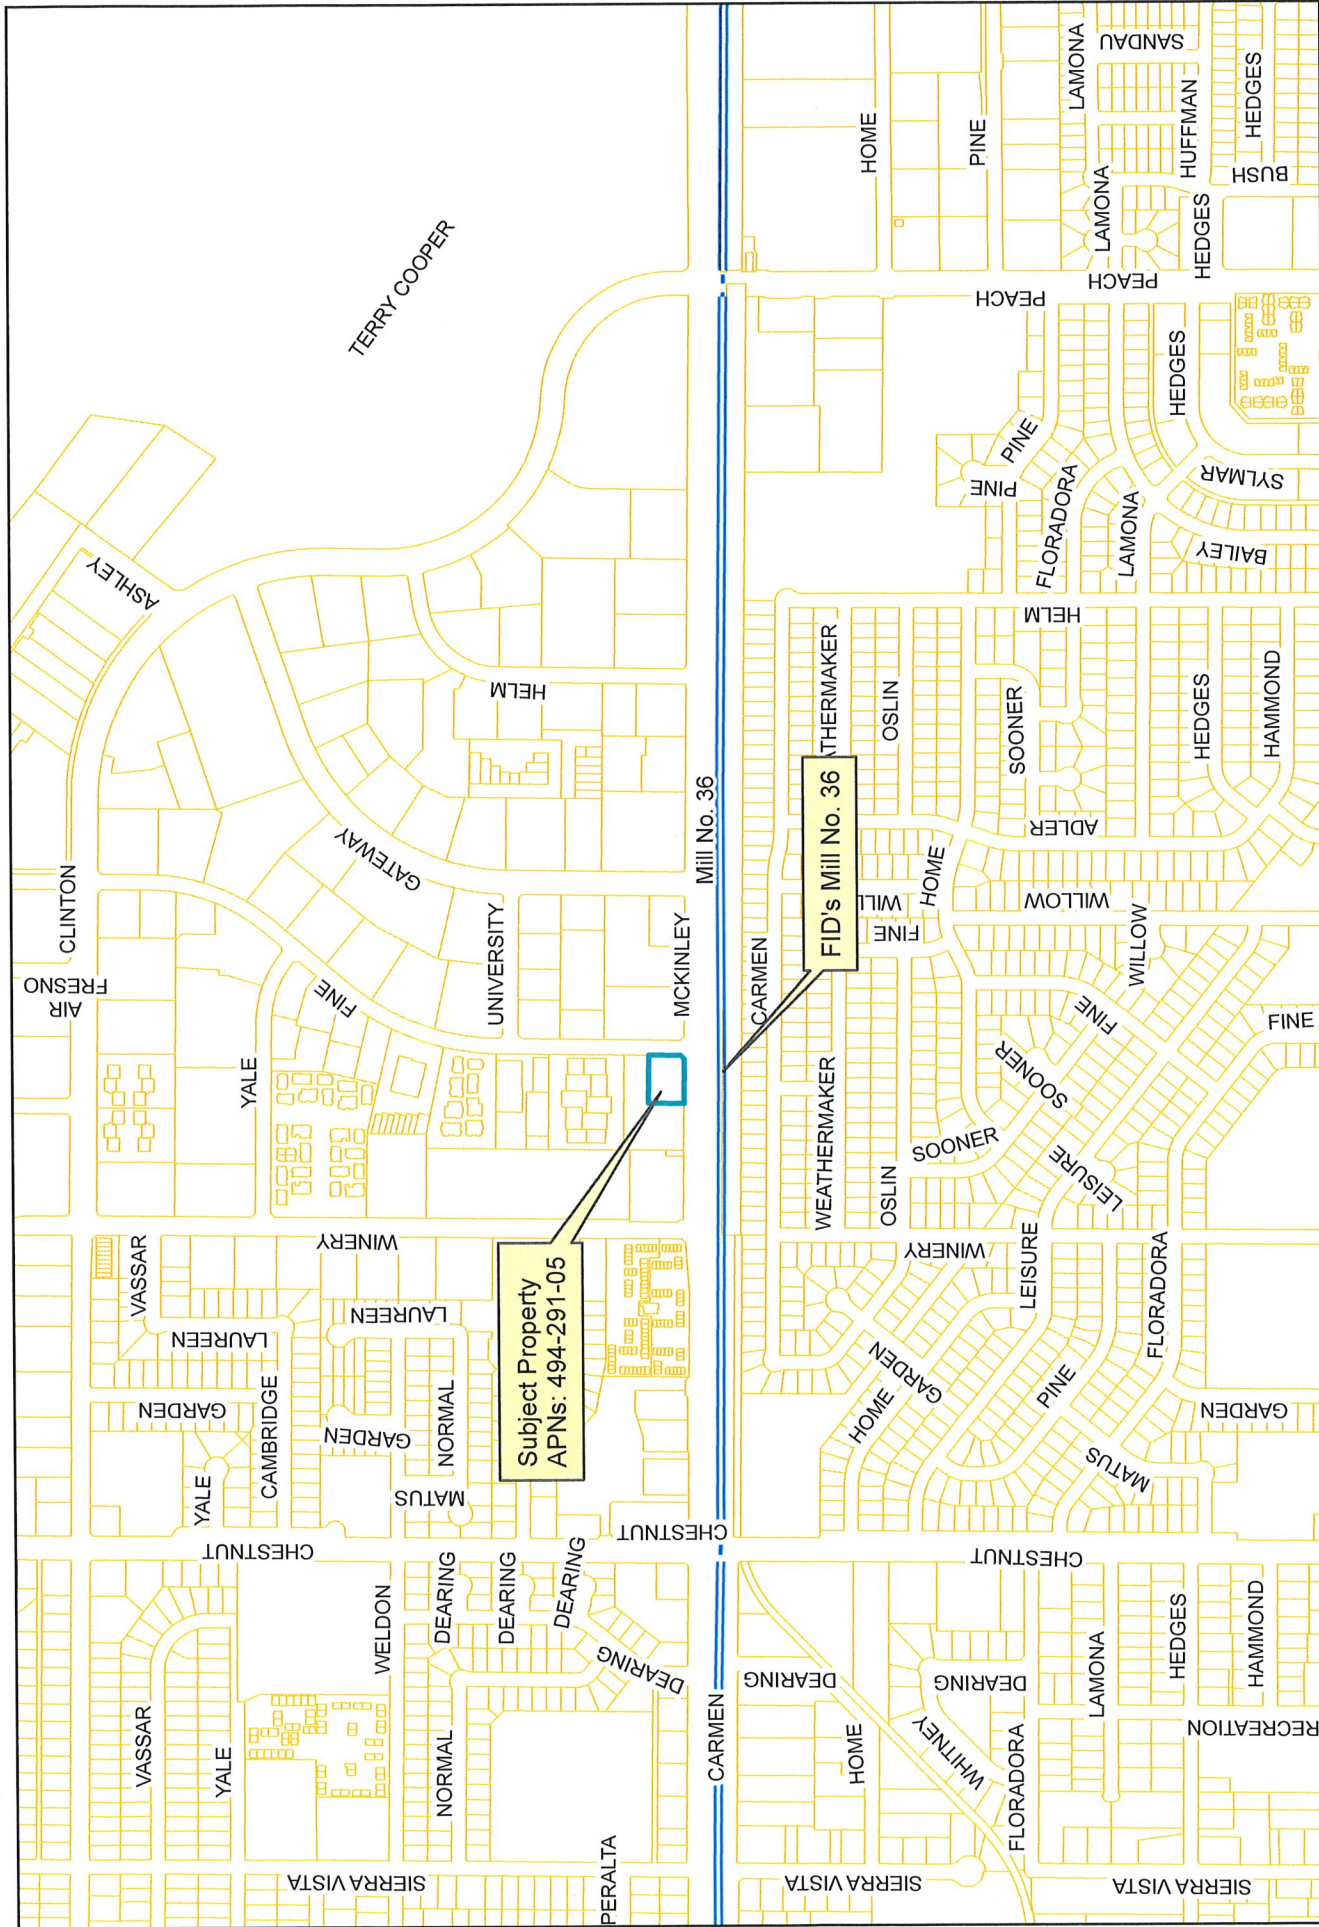 TERRY COOPER
SANDAU
LAMONA
HEDGES
HUFFMAN
HOME
PINE
BUSH
LAMONA
HEDGES
PEACH
PEACH
HEDGES
PINE
PINE
FLORADORA
SYLMAR
LAMONA
BAILEY
ASHLEY
HELM
HELM
ATHERMAKER
OSLIN
SOONER
HEDGES
HAMMOND
Mill No. 36
FID's Mill No. 36
ADLER
GATEWAY
CLINTON
HOME
WILL
WILLOW
FINE
WILLOW
UNIVERSITY
MCKINLEY
CARMEN
FRESNO
AIR
FINE
FINE
FINE
YALE
SOONER
WEATHERMAKER
SOONER
OSLIN
LEISURE
WINERY
WINERY
LEISURE
FLORADORA
VASSAR
LAUREEN
LAUREEN
Subject Property
APNs: 494-291-05
GARDEN
CAMBRIDGE
GARDEN
NORMAL
GARDEN
HOME
PINE
GARDEN
YALE
MATUS
MATUS
CHESTNUT
CHESTNUT
CHESTNUT
WELDON
DEARING
DEARING
DEARING
DEARING
DEARING
DEARING
LAMONA
HEDGES
HAMMOND
VASSAR
YALE
NORMAL
CARMEN
HOME
WHITNEY
FLORADORA
RECREATION
SIERRA VISTA
PERALTA
SIERRA VISTA
SIERRA VISTA